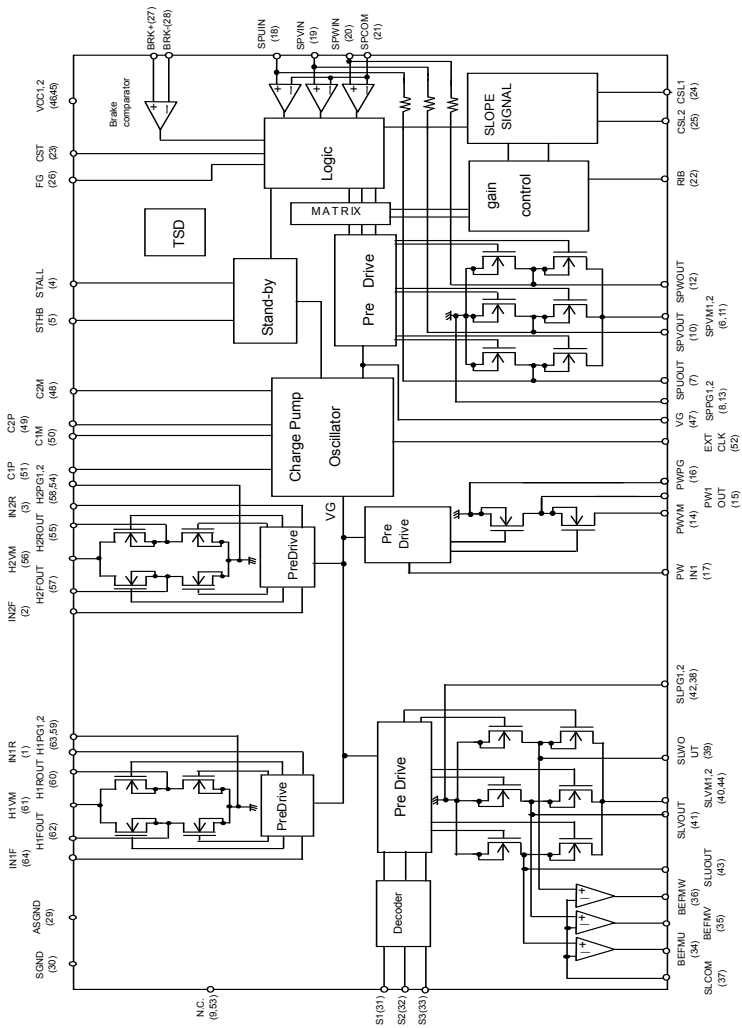 BRK+(27)
BRK-(28)
SPUIN
(18)
SPVIN
(19)
SPWIN
(20)
SPCOM
(21)
VCC1,2
(46,45)
Brake
comparator
CST
(23)
FG
(26)
TSD
STALL
(4)
STHB
(5)
C2M
(48)
C2P
(49)
C1M
(50)
C1P
(51)
H2PG1,2
(58,54)
IN2R
(3)
H2ROUT
(55)
H2VM
(56)
H2FOUT
(57)
IN2F
(2)
H1PG1,2
(63,59)
IN1R
(1)
H1ROUT
(60)
H1VM
(61)
H1FOUT
(62)
IN1F
(64)
ASGND
(29)
SGND
(30)
N.C.
(9,53)
S1(31)
S2(32)
S3(33)
Logic
MATRIX
SLOPE
SIGNAL
gain
control
Stand-by
Pre Drive
Charge Pump
Oscillator
VG
PreDrive
Pre
Drive
PreDrive
Pre Drive
Decoder
+
−
+
−
+
−
+
−
+
−
+
−
+
−
CSL1
(24)
CSL2
(25)
RIB
(22)
SPWOUT
(12)
SPVM1,2
(6,11)
SPVOUT
(10)
SPUOUT
(7)
SPPG1,2
(8,13)
VG
(47)
EXT
CLK
(52)
PWPG
(16)
PW1
OUT
(15)
PWVM
(14)
PW
IN1
(17)
SLPG1,2
(42,38)
SLWO
UT
(39)
SLVM1,2
(40,44)
SLVOUT
(41)
SLUOUT
(43)
BEFMW
(36)
BEFMV
(35)
BEFMU
(34)
SLCOM
(37)